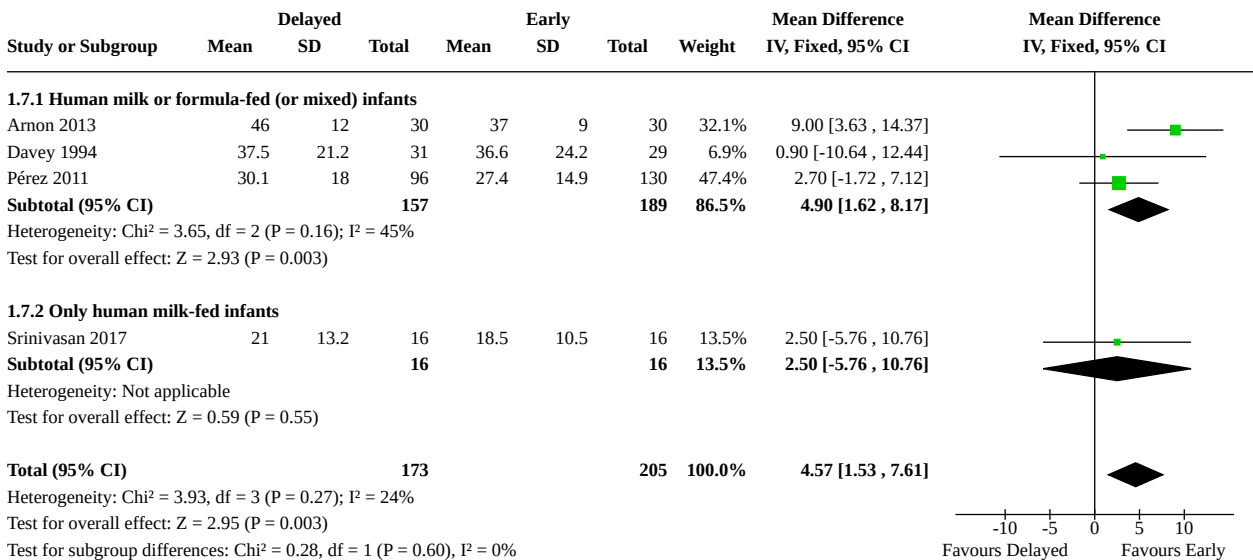 Delayed Early Mean Difference Mean Difference
Study or Subgroup Mean SD Total Mean SD Total Weight IV, Fixed, 95% CI IV, Fixed, 95% CI
1.7.1 Human milk or formula-fed (or mixed) infants
Arnon 2013 46 12 30 37 9 30 32.1% 9.00 [3.63 , 14.37]
Davey 1994 37.5 21.2 31 36.6 24.2 29 6.9% 0.90 [-10.64 , 12.44]
Pérez 2011 30.1 18 96 27.4 14.9 130 47.4% 2.70 [-1.72 , 7.12]
Subtotal (95% CI) 157 189 86.5% 4.90 [1.62 , 8.17]
Heterogeneity: Chi² = 3.65, df = 2 (P = 0.16); I² = 45%
Test for overall effect: Z = 2.93 (P = 0.003)
1.7.2 Only human milk-fed infants
Srinivasan 2017 21 13.2 16 18.5 10.5 16 13.5% 2.50 [-5.76 , 10.76]
Subtotal (95% CI) 16 16 13.5% 2.50 [-5.76 , 10.76]
Heterogeneity: Not applicable
Test for overall effect: Z = 0.59 (P = 0.55)
Total (95% CI) 173 205 100.0% 4.57 [1.53 , 7.61]
Heterogeneity: Chi² = 3.93, df = 3 (P = 0.27); I² = 24%
Test for overall effect: Z = 2.95 (P = 0.003)
-10 -5 0 5 10
Test for subgroup differences: Chi² = 0.28, df = 1 (P = 0.60), I² = 0%
Favours Delayed Favours Early